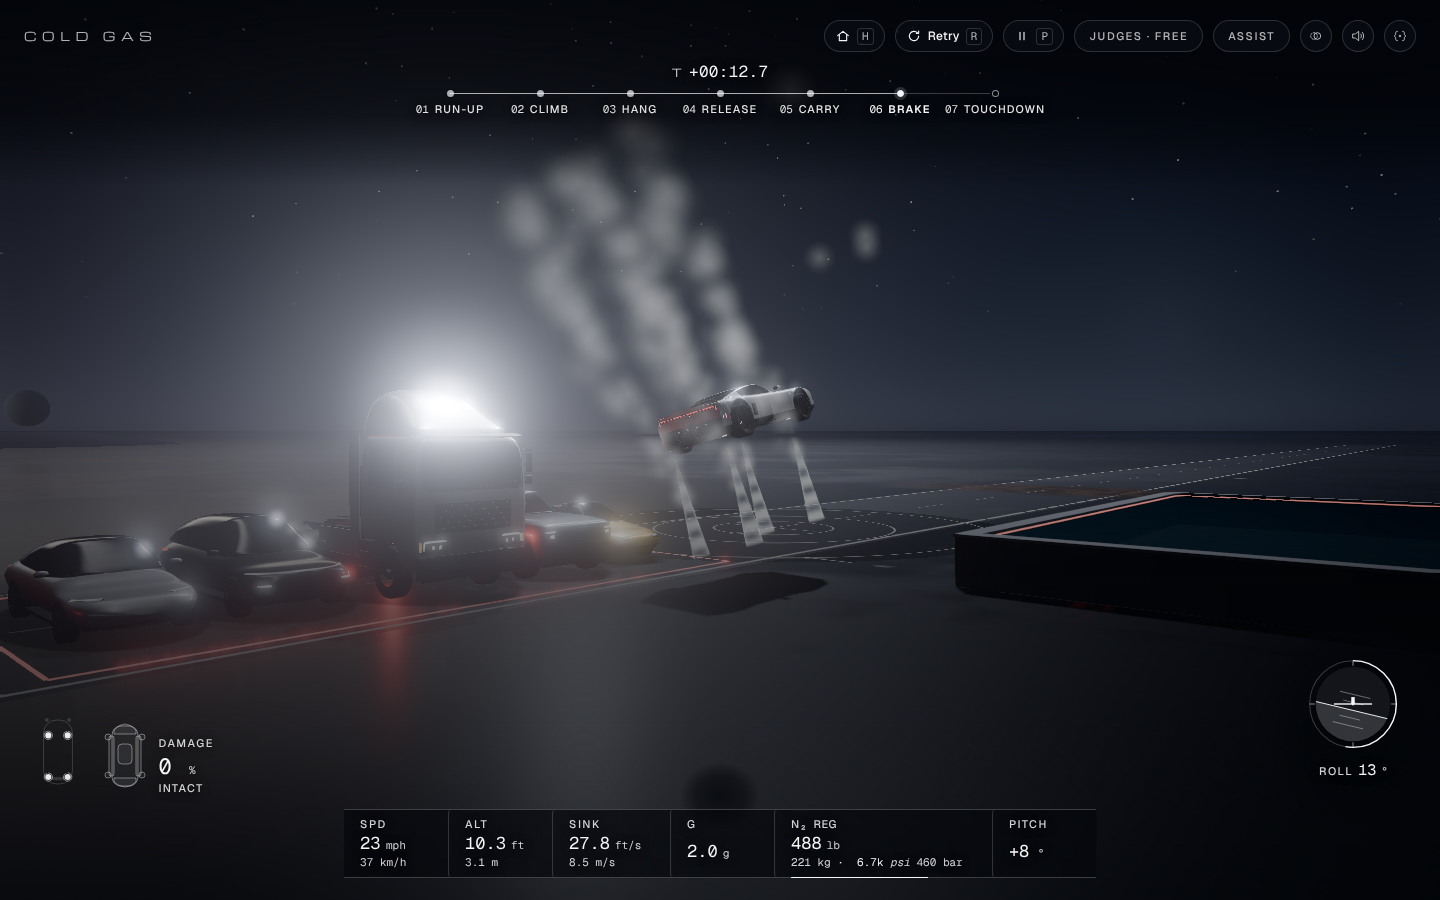 COLD GAS
H
Retry R
P
JUDGES · FREE
ASSIST
T +00:12.7
01 RUN-UP
02 CLIMB
03 HANG
04 RELEASE
05 CARRY
06 BRAKE
07 TOUCHDOWN
DAMAGE
0 %
INTACT
ROLL 13 °
SPD
23 mph
37 km/h
ALT
10.3 ft
3.1 m
SINK
27.8 ft/s
8.5 m/s
G
2.0 g
N₂ REG
488 lb
221 kg · 6.7k psi 460 bar
PITCH
+8 °